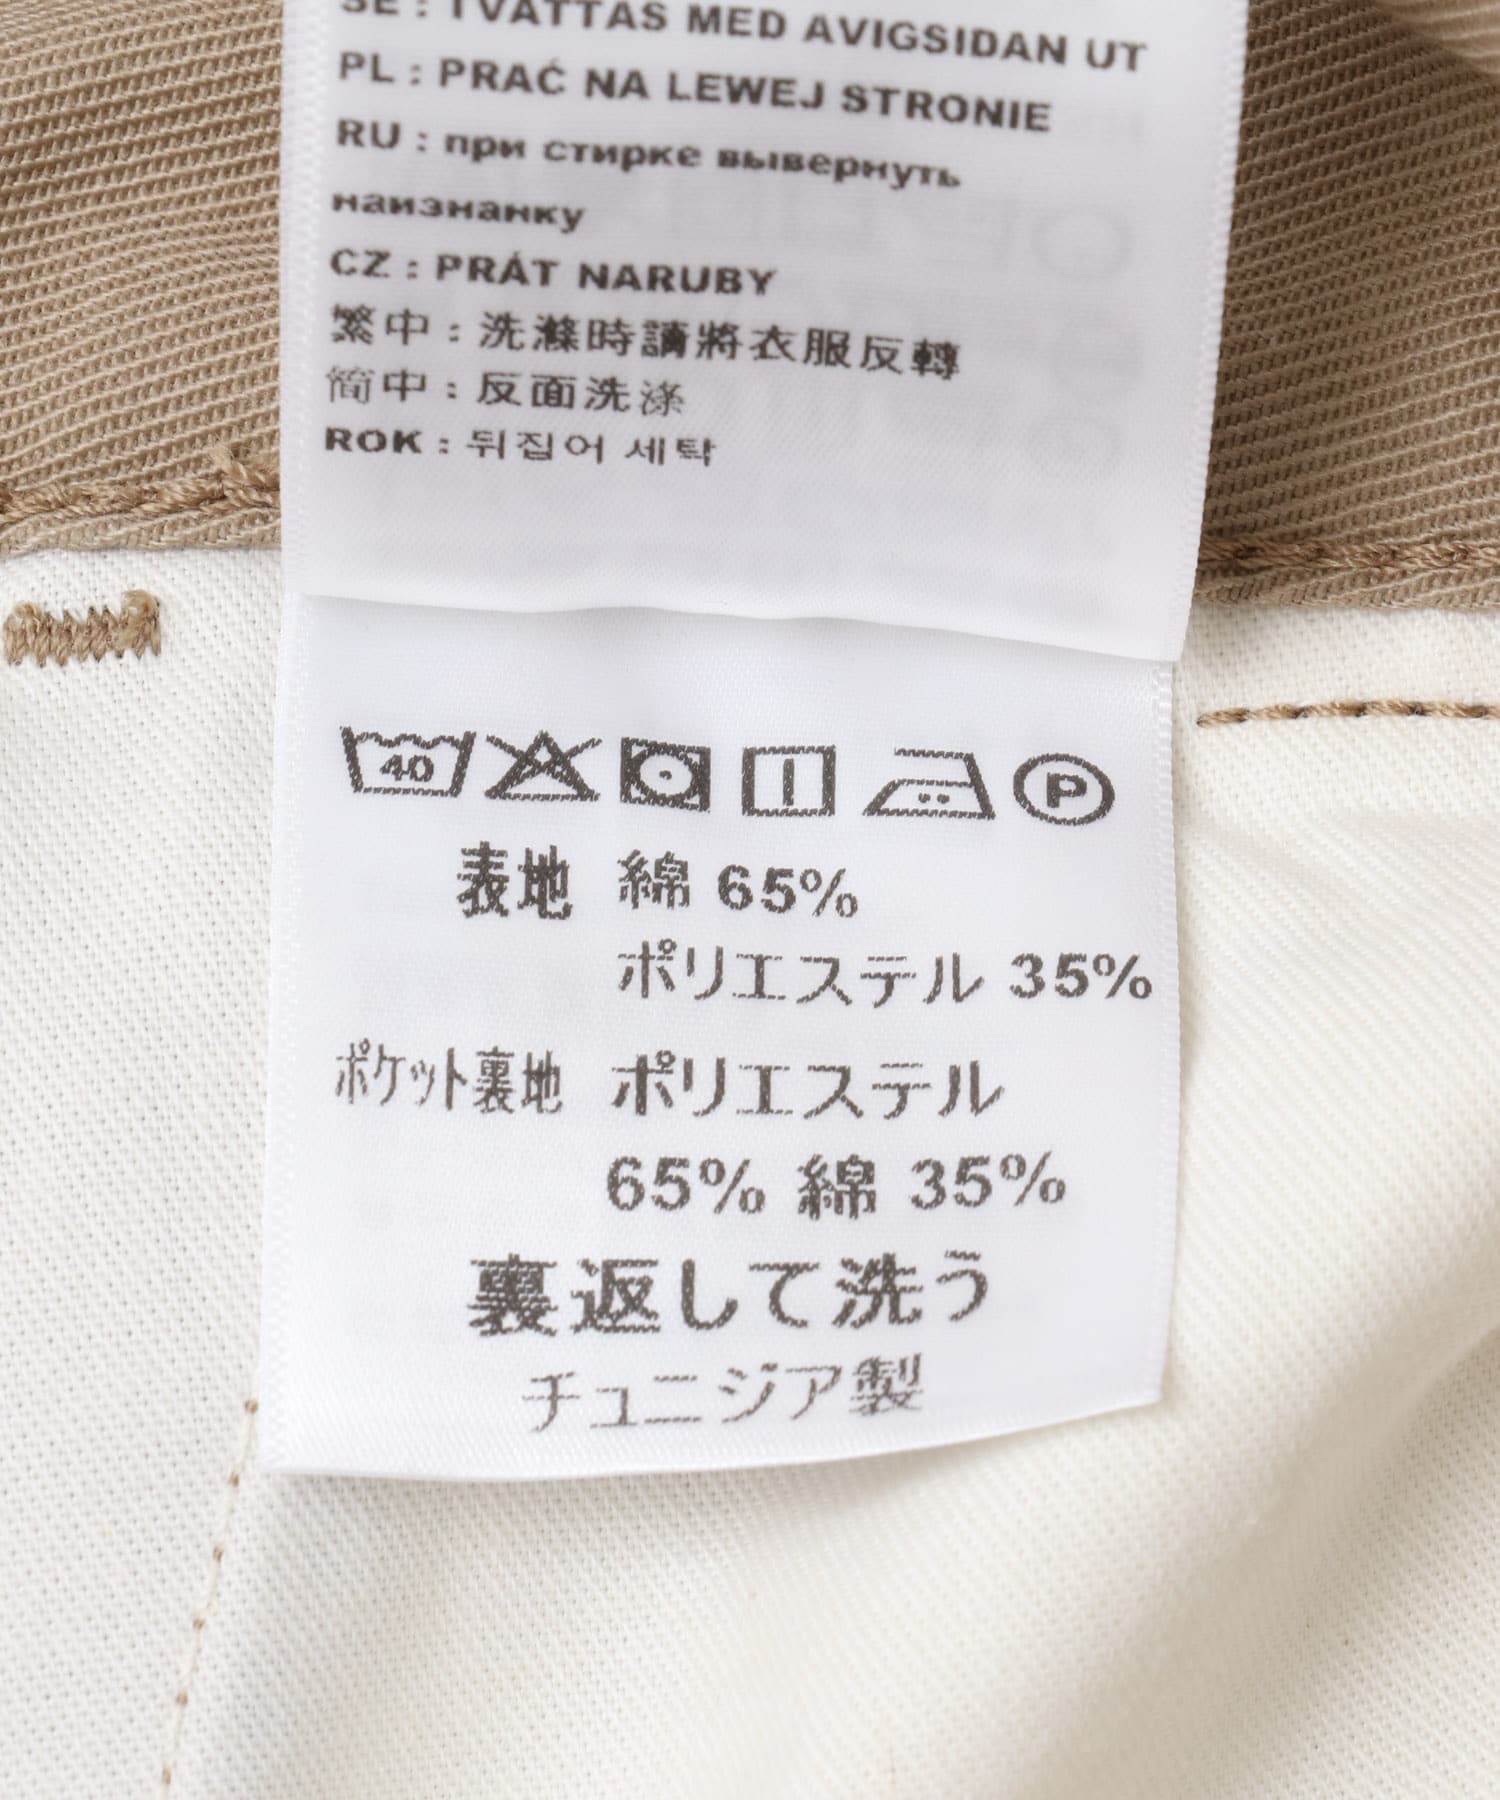 SE : TVÄTTAS MED AVIGSIDAN UT
PL : PRAĆ NA LEWEJ STRONIE
RU : при стирке вывернуть
наизнанку
CZ : PRÁT NARUBY
繁中 : 洗滌時請將衣服反轉
简中 : 反面洗涤
ROK : 뒤집어 세탁
40
P
表地 綿 65%
ポリエステル 35%
ポケット裏地 ポリエステル
65% 綿 35%
裏返して洗う
チュニジア製